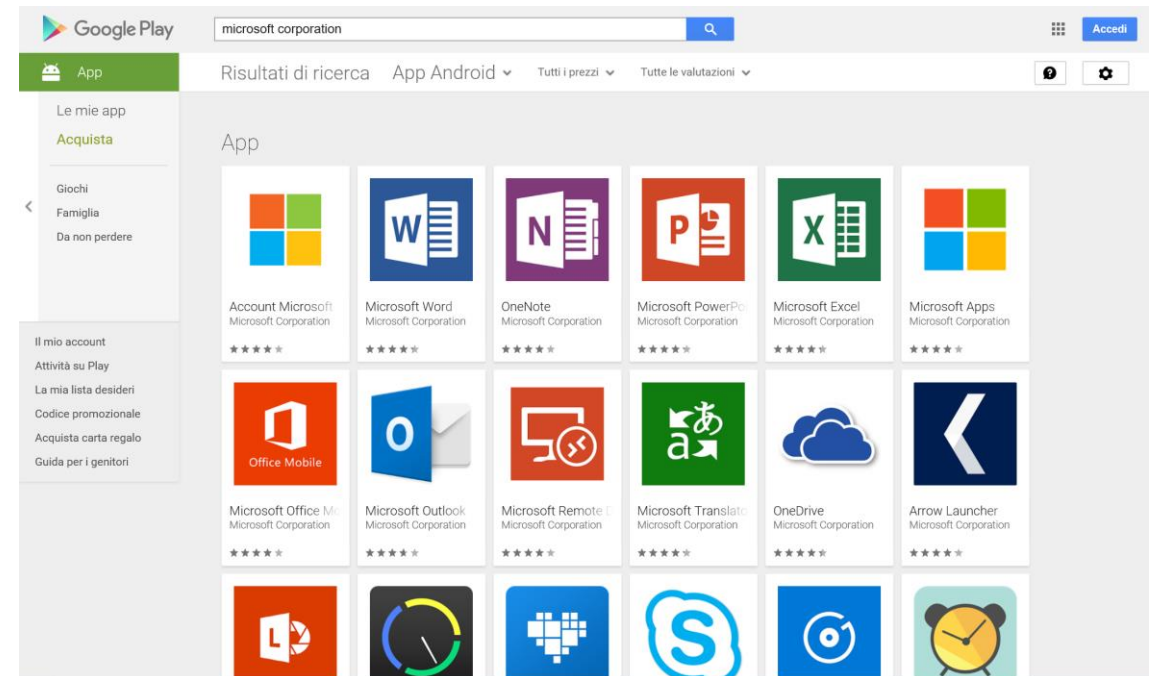 Google Play
microsoft corporation
Accedi
App
Risultati di ricerca
App Android
Tutti i prezzi
Tutte le valutazioni
Le mie app
Acquista
Giochi
Famiglia
Da non perdere
Il mio account
Attività su Play
La mia lista desideri
Codice promozionale
Acquista carta regalo
Guida per i genitori
App
W
N
P
X
Account Microsoft
Microsoft Corporation
Microsoft Word
Microsoft Corporation
OneNote
Microsoft Corporation
Microsoft PowerPo
Microsoft Corporation
Microsoft Excel
Microsoft Corporation
Microsoft Apps
Microsoft Corporation
Office Mobile
O
あ
a
Microsoft Office Mo
Microsoft Corporation
Microsoft Outlook
Microsoft Corporation
Microsoft Remote D
Microsoft Corporation
Microsoft Translato
Microsoft Corporation
OneDrive
Microsoft Corporation
Arrow Launcher
Microsoft Corporation
L
S